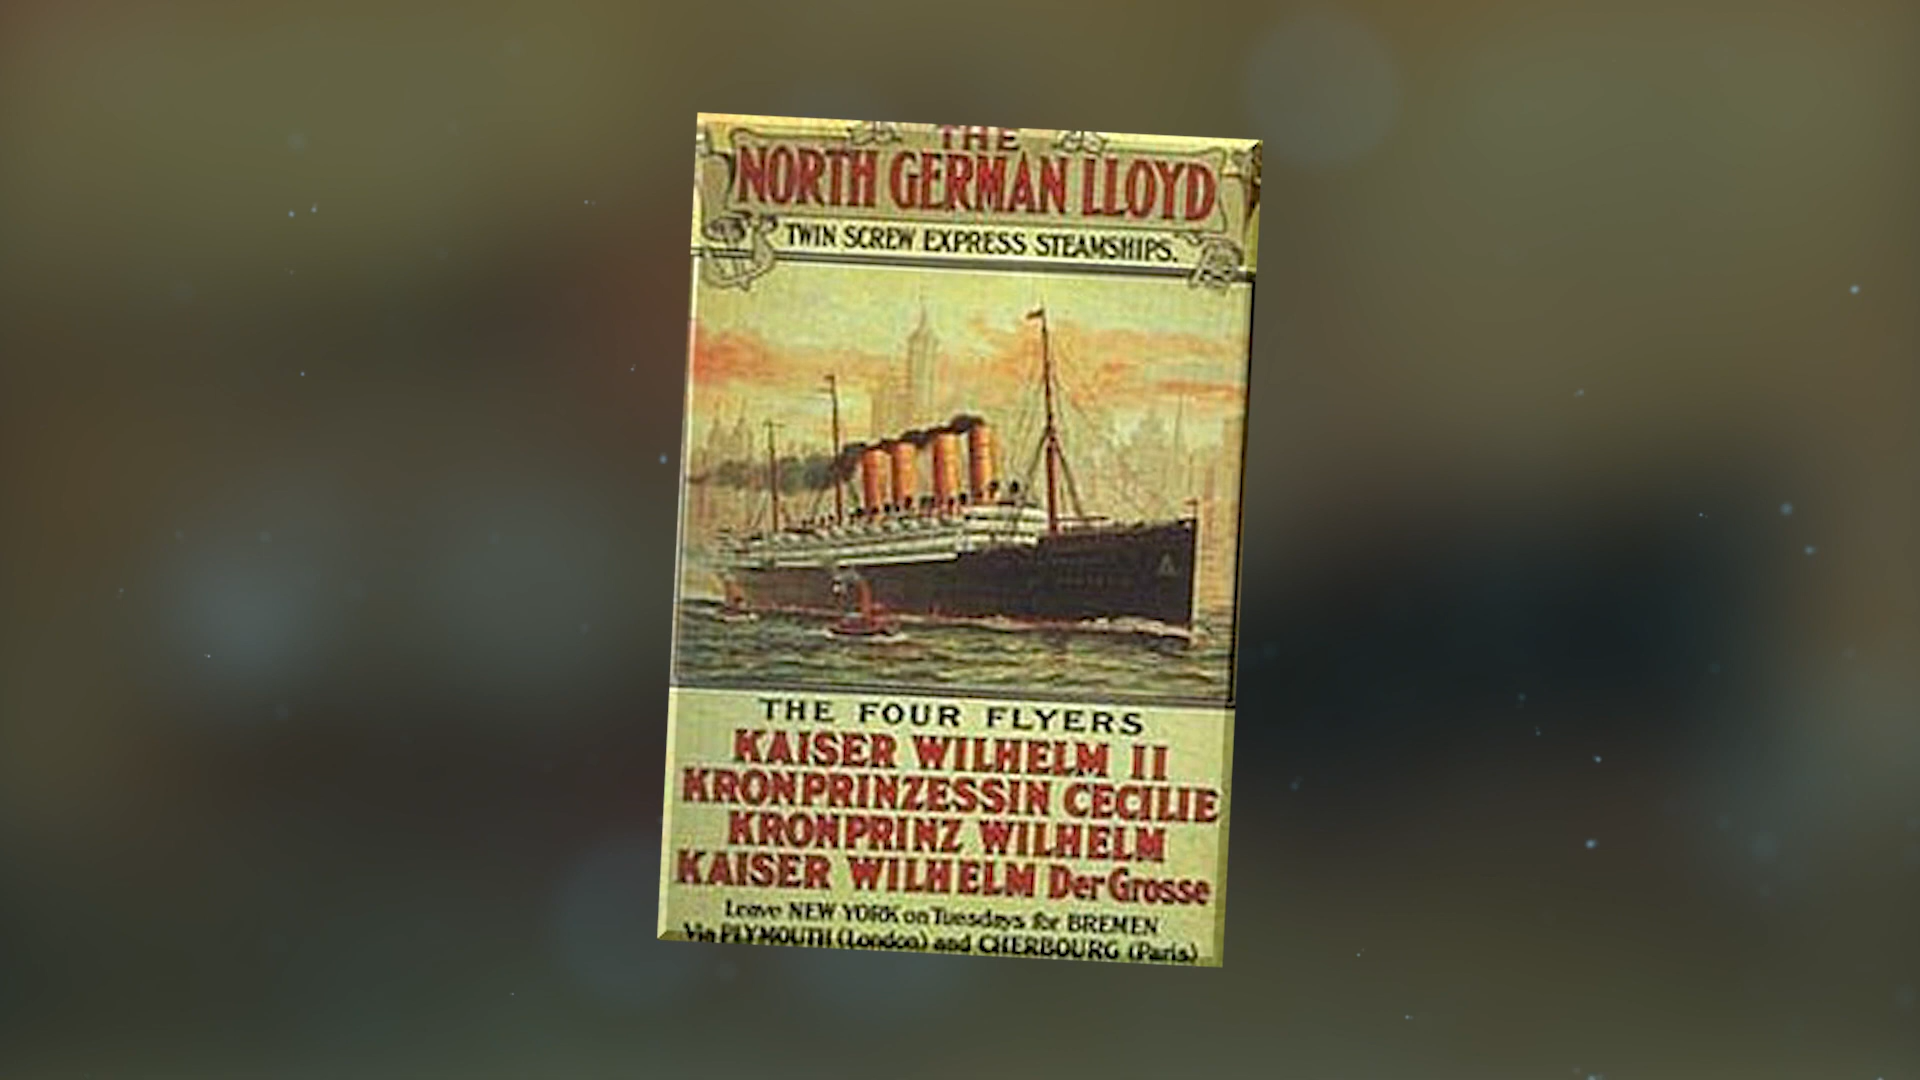 THE
NORTH GERMAN LLOYD
TWIN SCREW EXPRESS STEAMSHIPS.
THE FOUR FLYERS
KAISER WILHELM II
KRONPRINZESSIN CECILIE
KRONPRINZ WILHELM
KAISER WILHELM Der Grosse
Leave NEW YORK on Tuesdays for BREMEN
Via PLYMOUTH (London) and CHERBOURG (Paris)